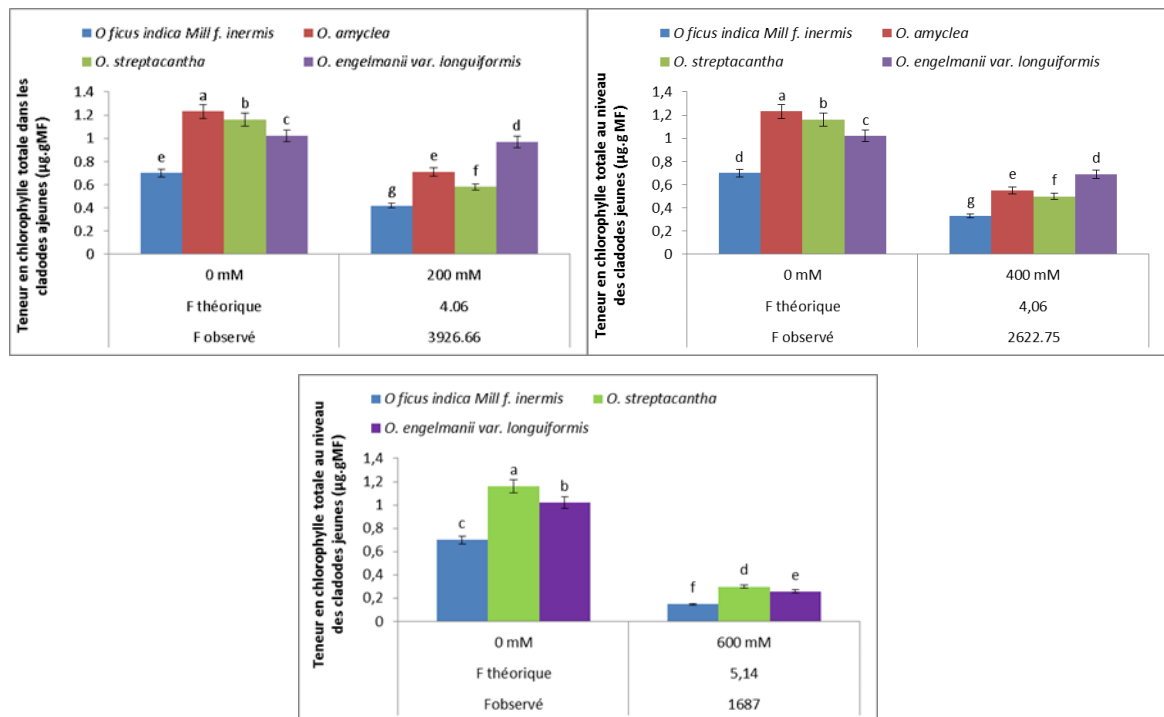 O ficus indica Mill f. inermis O. amyclea
O. streptacantha O. engelmanii var. longuiformis
Teneur en chlorophylle totale dans les
cladodes ajeunes (µg.gMF)
1.4
1.2
1
0.8
0.6
0.4
0.2
0
e a b c g e f d
0 mM 200 mM
F théorique 4.06
F observé 3926.66
O ficus indica Mill f. inermis O. amyclea
O. streptacantha O. engelmanii var. longuiformis
Teneur en chlorophylle totale au niveau
des cladodes jeunes (µg.g MF)
1,4
1,2
1
0,8
0,6
0,4
0,2
0
d a b c g e f d
0 mM 400 mM
F théorique 4,06
F observé 2622.75
O ficus indica Mill f. inermis O. streptacantha
O. engelmanii var. longuiformis
Teneur en chlorophylle totale au niveau
des cladodes jeunes (µg.gMF)
1,4
1,2
1
0,8
0,6
0,4
0,2
0
c a b f d e
0 mM 600 mM
F théorique 5,14
Fobservé 1687